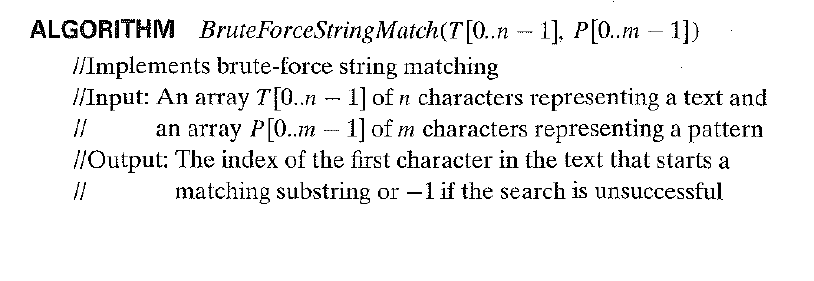 ALGORITHM BruteForceStringMatch(T[0..n − 1], P[0..m − 1])
//Implements brute-force string matching
//Input: An array T[0..n − 1] of n characters representing a text and
// an array P[0..m − 1] of m characters representing a pattern
//Output: The index of the first character in the text that starts a
// matching substring or −1 if the search is unsuccessful